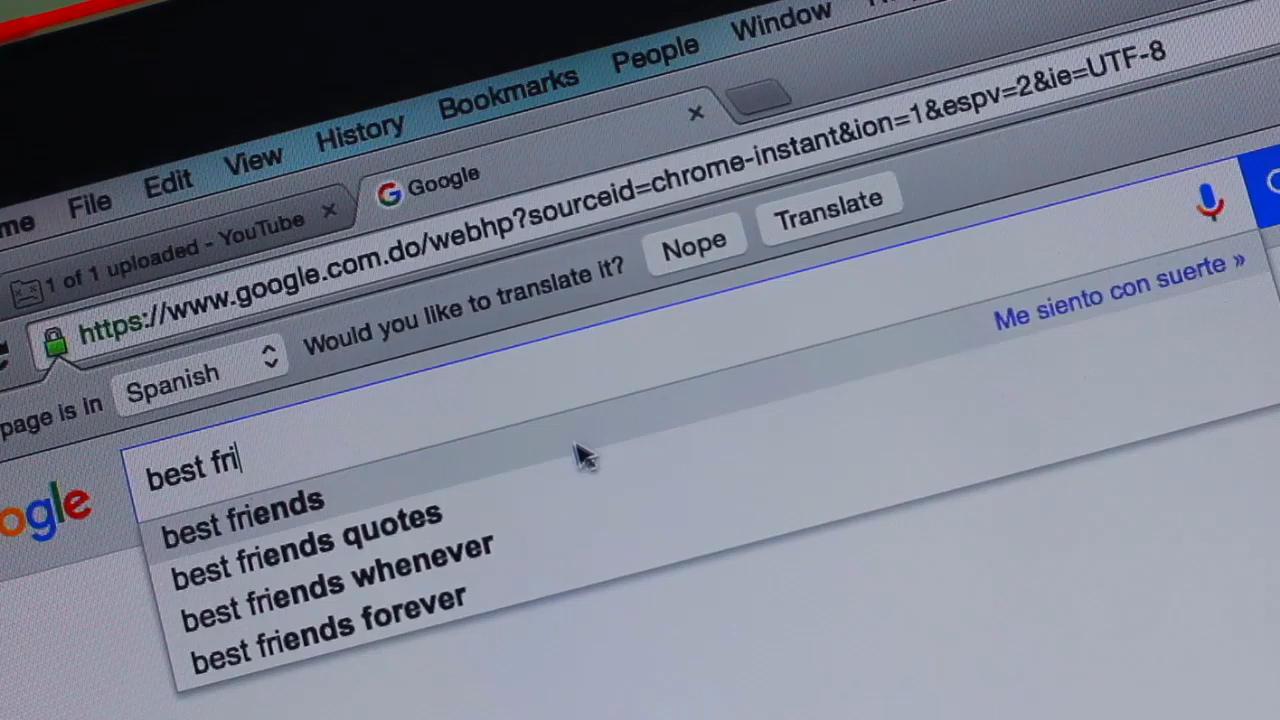 File Edit View History Bookmarks People Window
1 of 1 uploaded - YouTube × Google ×
https://www.google.com.do/webhp?sourceid=chrome-instant&ion=1&espv=2&ie=UTF-8
page is in Spanish Would you like to translate it? Nope Translate
best fri
best friends Me siento con suerte »
best friends quotes
best friends whenever
best friends forever